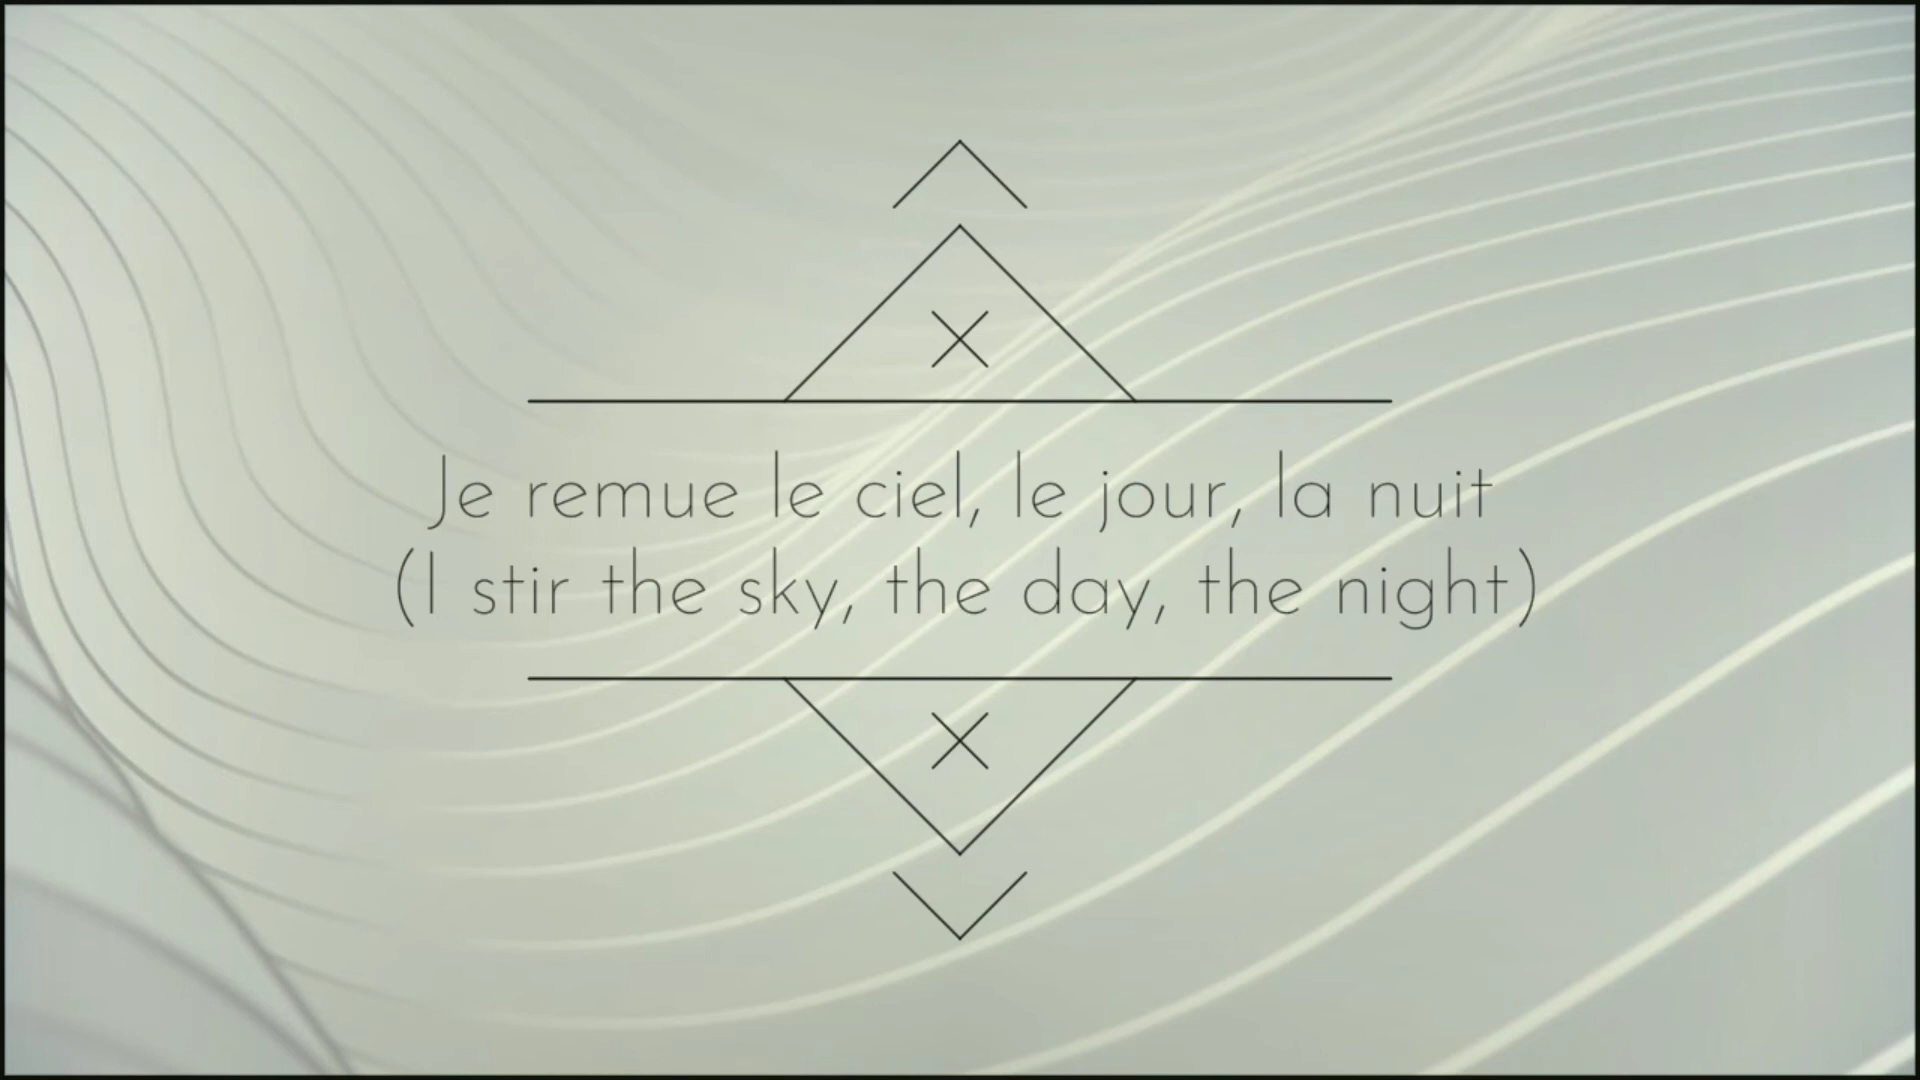 Je remue le ciel, le jour, la nuit
(I stir the sky, the day, the night)